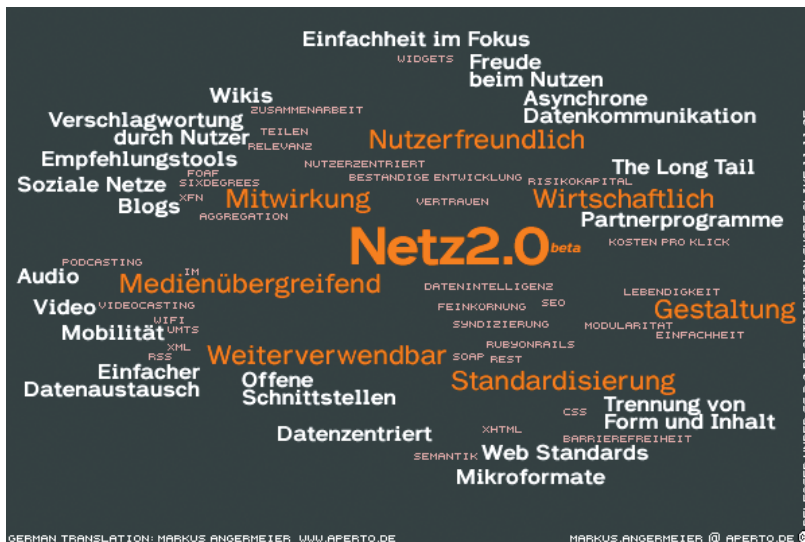 Einfachheit im Fokus
WIDGETS
Freude
beim Nutzen
Wikis
Asynchrone
Datenkommunikation
ZUSAMMENARBEIT
Verschlagwortung
durch Nutzer
TEILEN
RELEVANZ
Nutzerfreundlich
Empfehlungstools
NUTZERZENTRIERT
The Long Tail
FOAF
SIXDEGREES
BESTÄNDIGE ENTWICKLUNG
RISIKOKAPITAL
Soziale Netze
XFN
Mitwirkung
VERTRAUEN
Wirtschaftlich
Blogs
AGGREGATION
Partnerprogramme
Netz2.0 beta
KOSTEN PRO KLICK
PODCASTING
Audio
IM
Medienübergreifend
DATENINTELLIGENZ
LEBENDIGKEIT
Video
VIDEOCASTING
FEINKÖRNUNG
SEO
Gestaltung
WIFI
Mobilität
UMTS
SYNDIZIERUNG
MODULARITÄT
EINFACHHEIT
XML
RSS
RUBYONRAILS
Weiterverwendbar
SOAP
REST
Einfacher
Datenaustausch
Offene
Schnittstellen
Standardisierung
CSS
Trennung von
Form und Inhalt
Datenzentriert
XHTML
BARRIEREFREIHEIT
SEMANTIK
Web Standards
Mikroformate
GERMAN TRANSLATION: MARKUS ANGERMEIER WWW.APERTO.DE
MARKUS.ANGERMEIER @ APERTO.DE